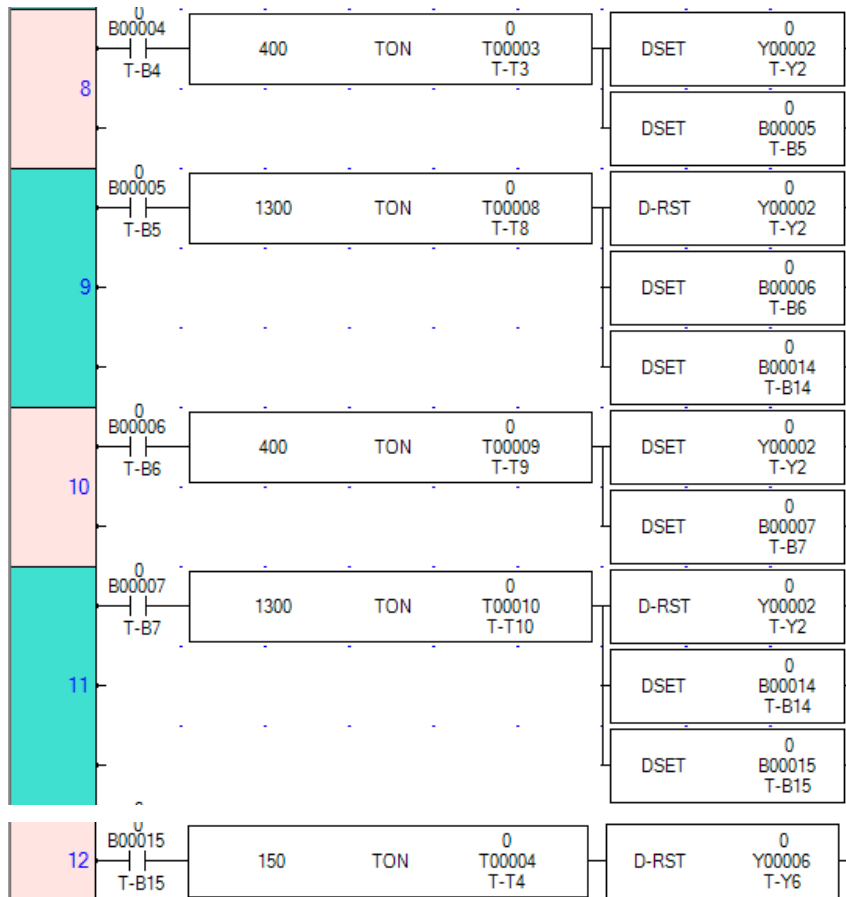 0 0 0
B00004 400 TON T00003 DSET Y00002
T-B4 T-T3 T-Y2
8
0
DSET B00005
T-B5
0 0 0
B00005 1300 TON T00008 D-RST Y00002
T-B5 T-T8 T-Y2
0
9 DSET B00006
T-B6
0
DSET B00014
T-B14
0 0 0
B00006 400 TON T00009 DSET Y00002
T-B6 T-T9 T-Y2
10
0
DSET B00007
T-B7
0 0 0
B00007 1300 TON T00010 D-RST Y00002
T-B7 T-T10 T-Y2
0
11 DSET B00014
T-B14
0
DSET B00015
T-B15
0 0 0
12 B00015 150 TON T00004 D-RST Y00006
T-B15 T-T4 T-Y6